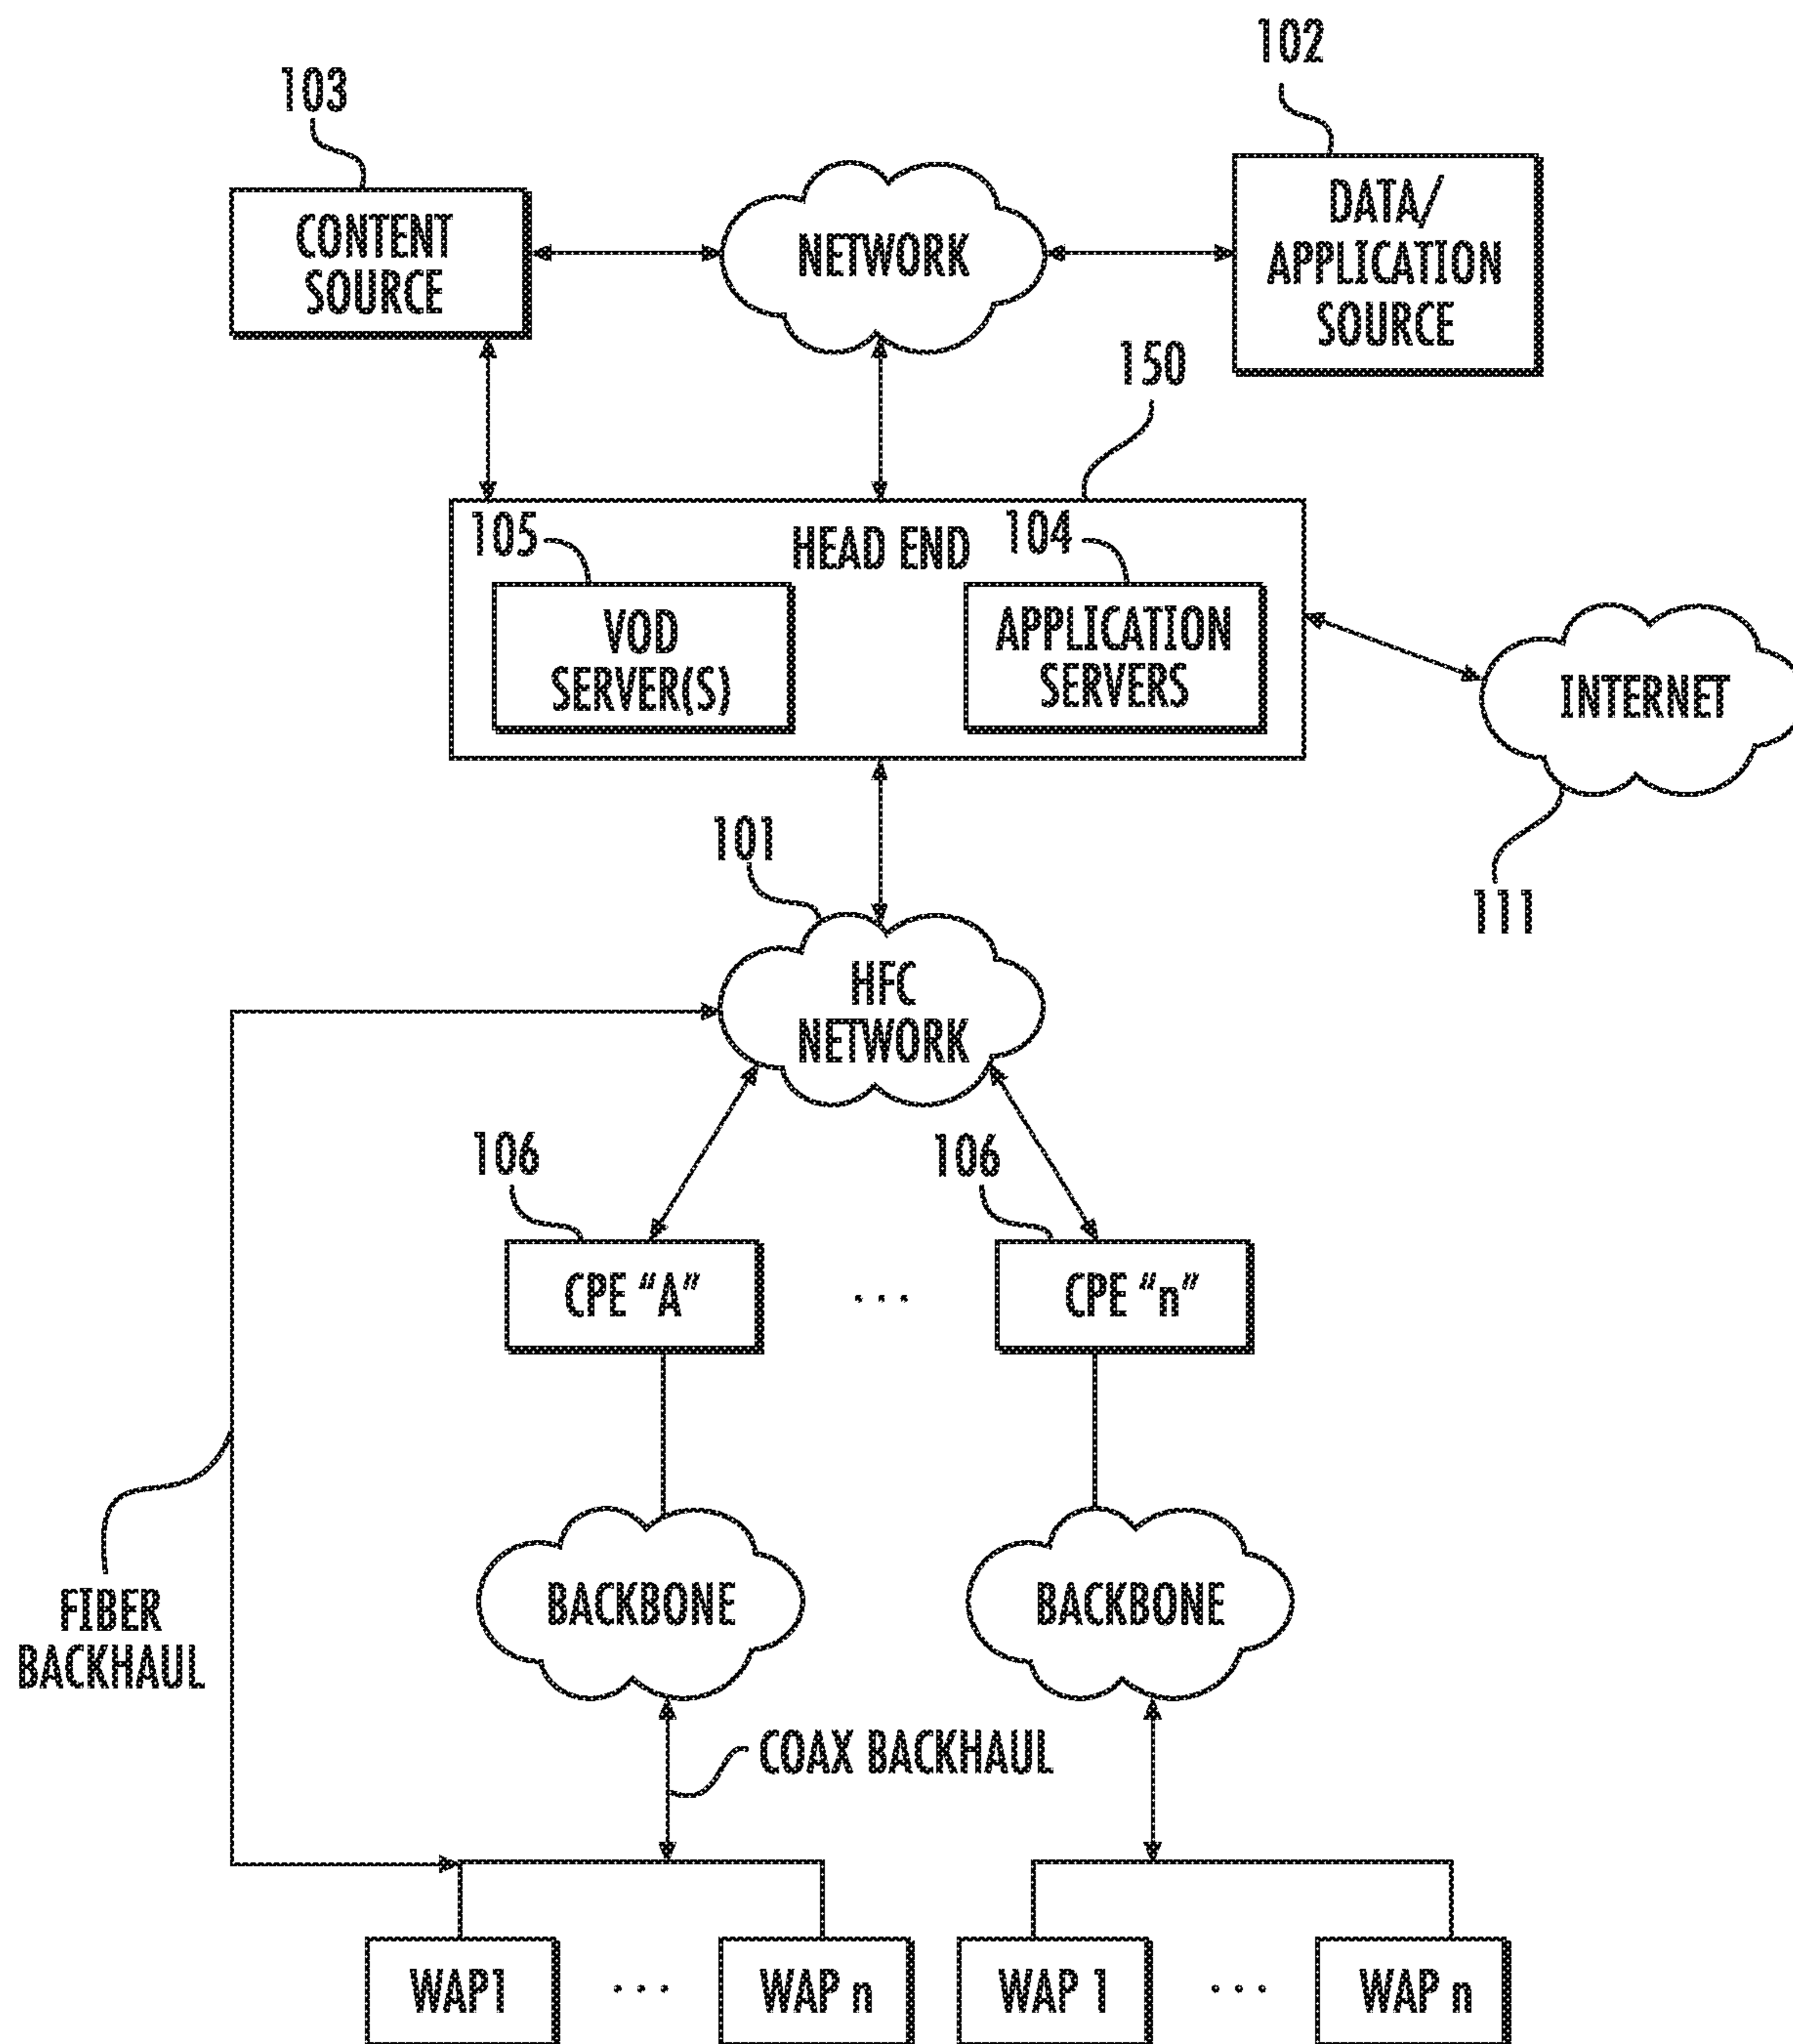 102
103
DATA/
APPLICATION
SOURCE
CONTENT
SOURCE
NETWORK
150
105
HEAD END
104
VOD
SERVER(S)
APPLICATION
SERVERS
INTERNET
101
111
HFC
NETWORK
106
106
CPE "A"
...
CPE "n"
FIBER
BACKHAUL
BACKBONE
BACKBONE
COAX BACKHAUL
WAP1
...
WAP n
WAP 1
...
WAP n